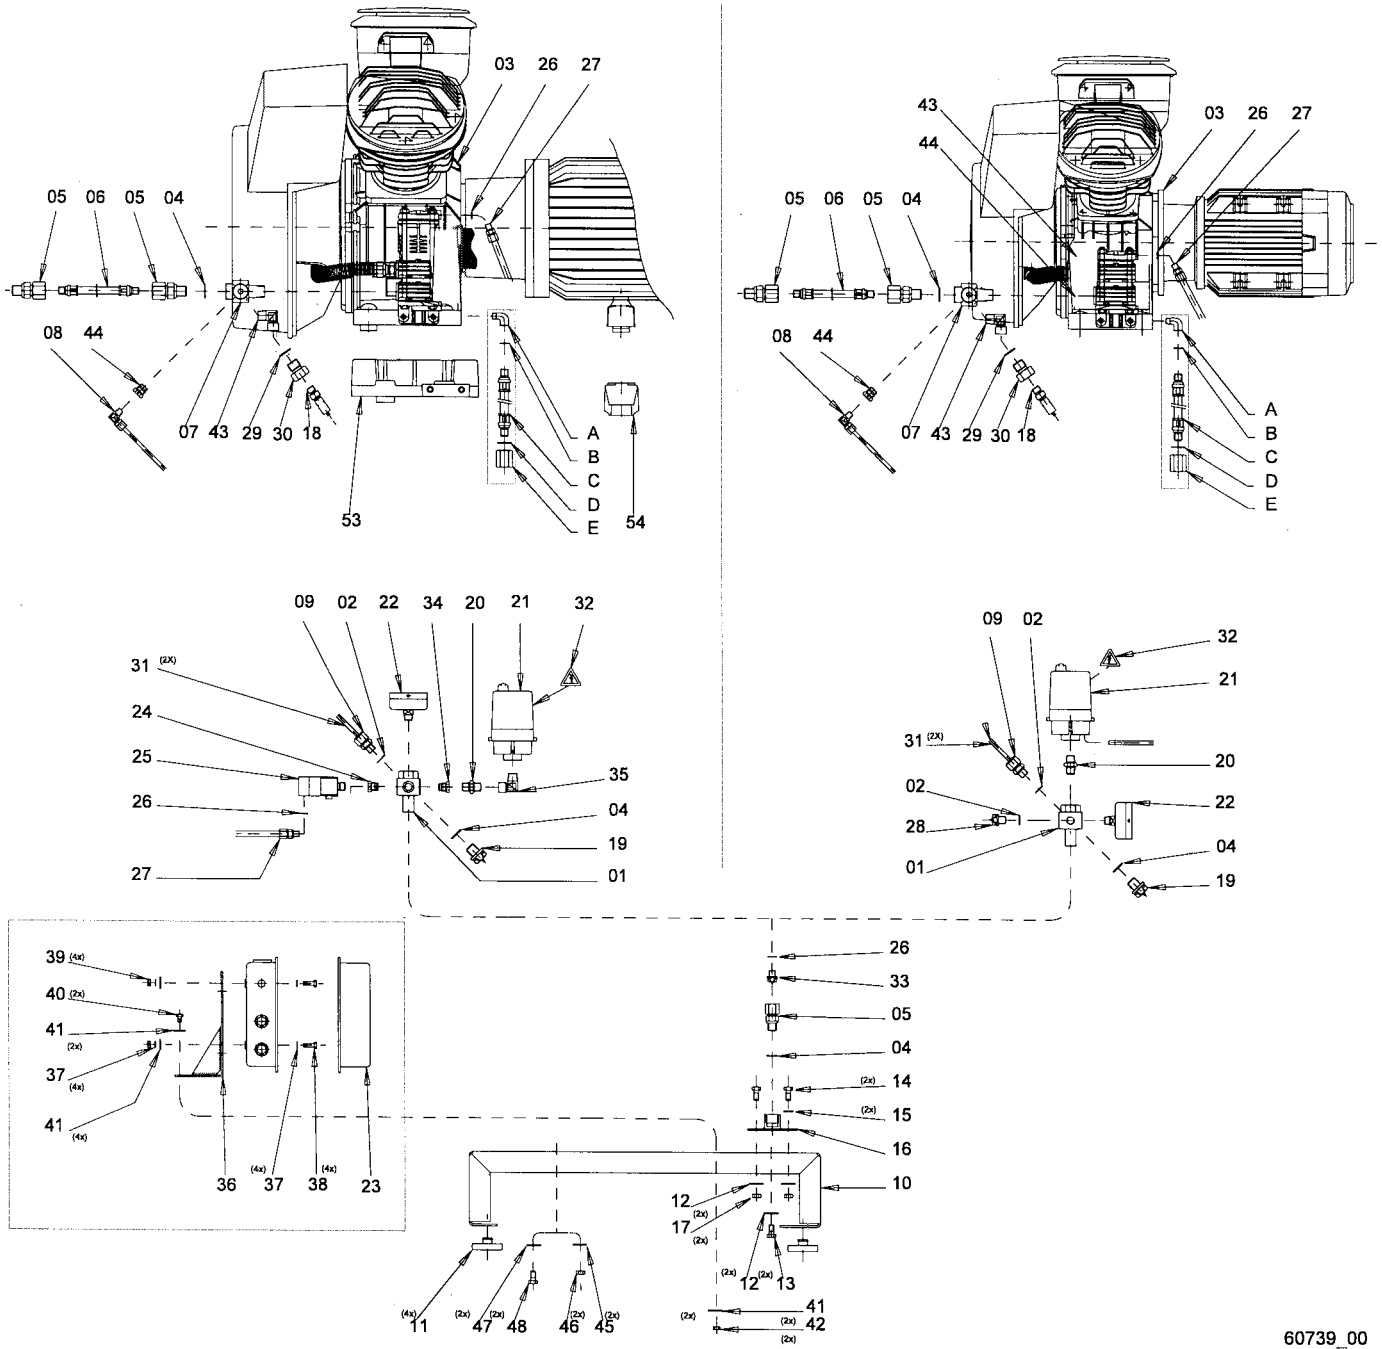 03 26 27
43 03 26 27
44
05 06 05 04
05 06 05 04
08 44
08 44
07 43 29 30 18
07 43 29 30 18
A
B
C
D
E
A
B
C
D
E
53
54
09 02 22 34 20 21 32
31 (2X)
24
25
26
27
35
04
19
01
09 02
32
21
31 (2X)
20
02
22
28
04
01
19
39 (4x)
40 (2x)
41
(2x)
37
(4x)
41
(4x)
36 (4x) 37 38 (4x) 23
26
33
05
04
(2x) 14
(2x) 15
16
10
12
(2x)
17
(2x)
(2x) 12 (2x) 13
(4x) 11 (2x) 47 (2x) 48 46 (2x) 45 (2x)
(2x) 41
(2x) 42
(2x)
60739_00